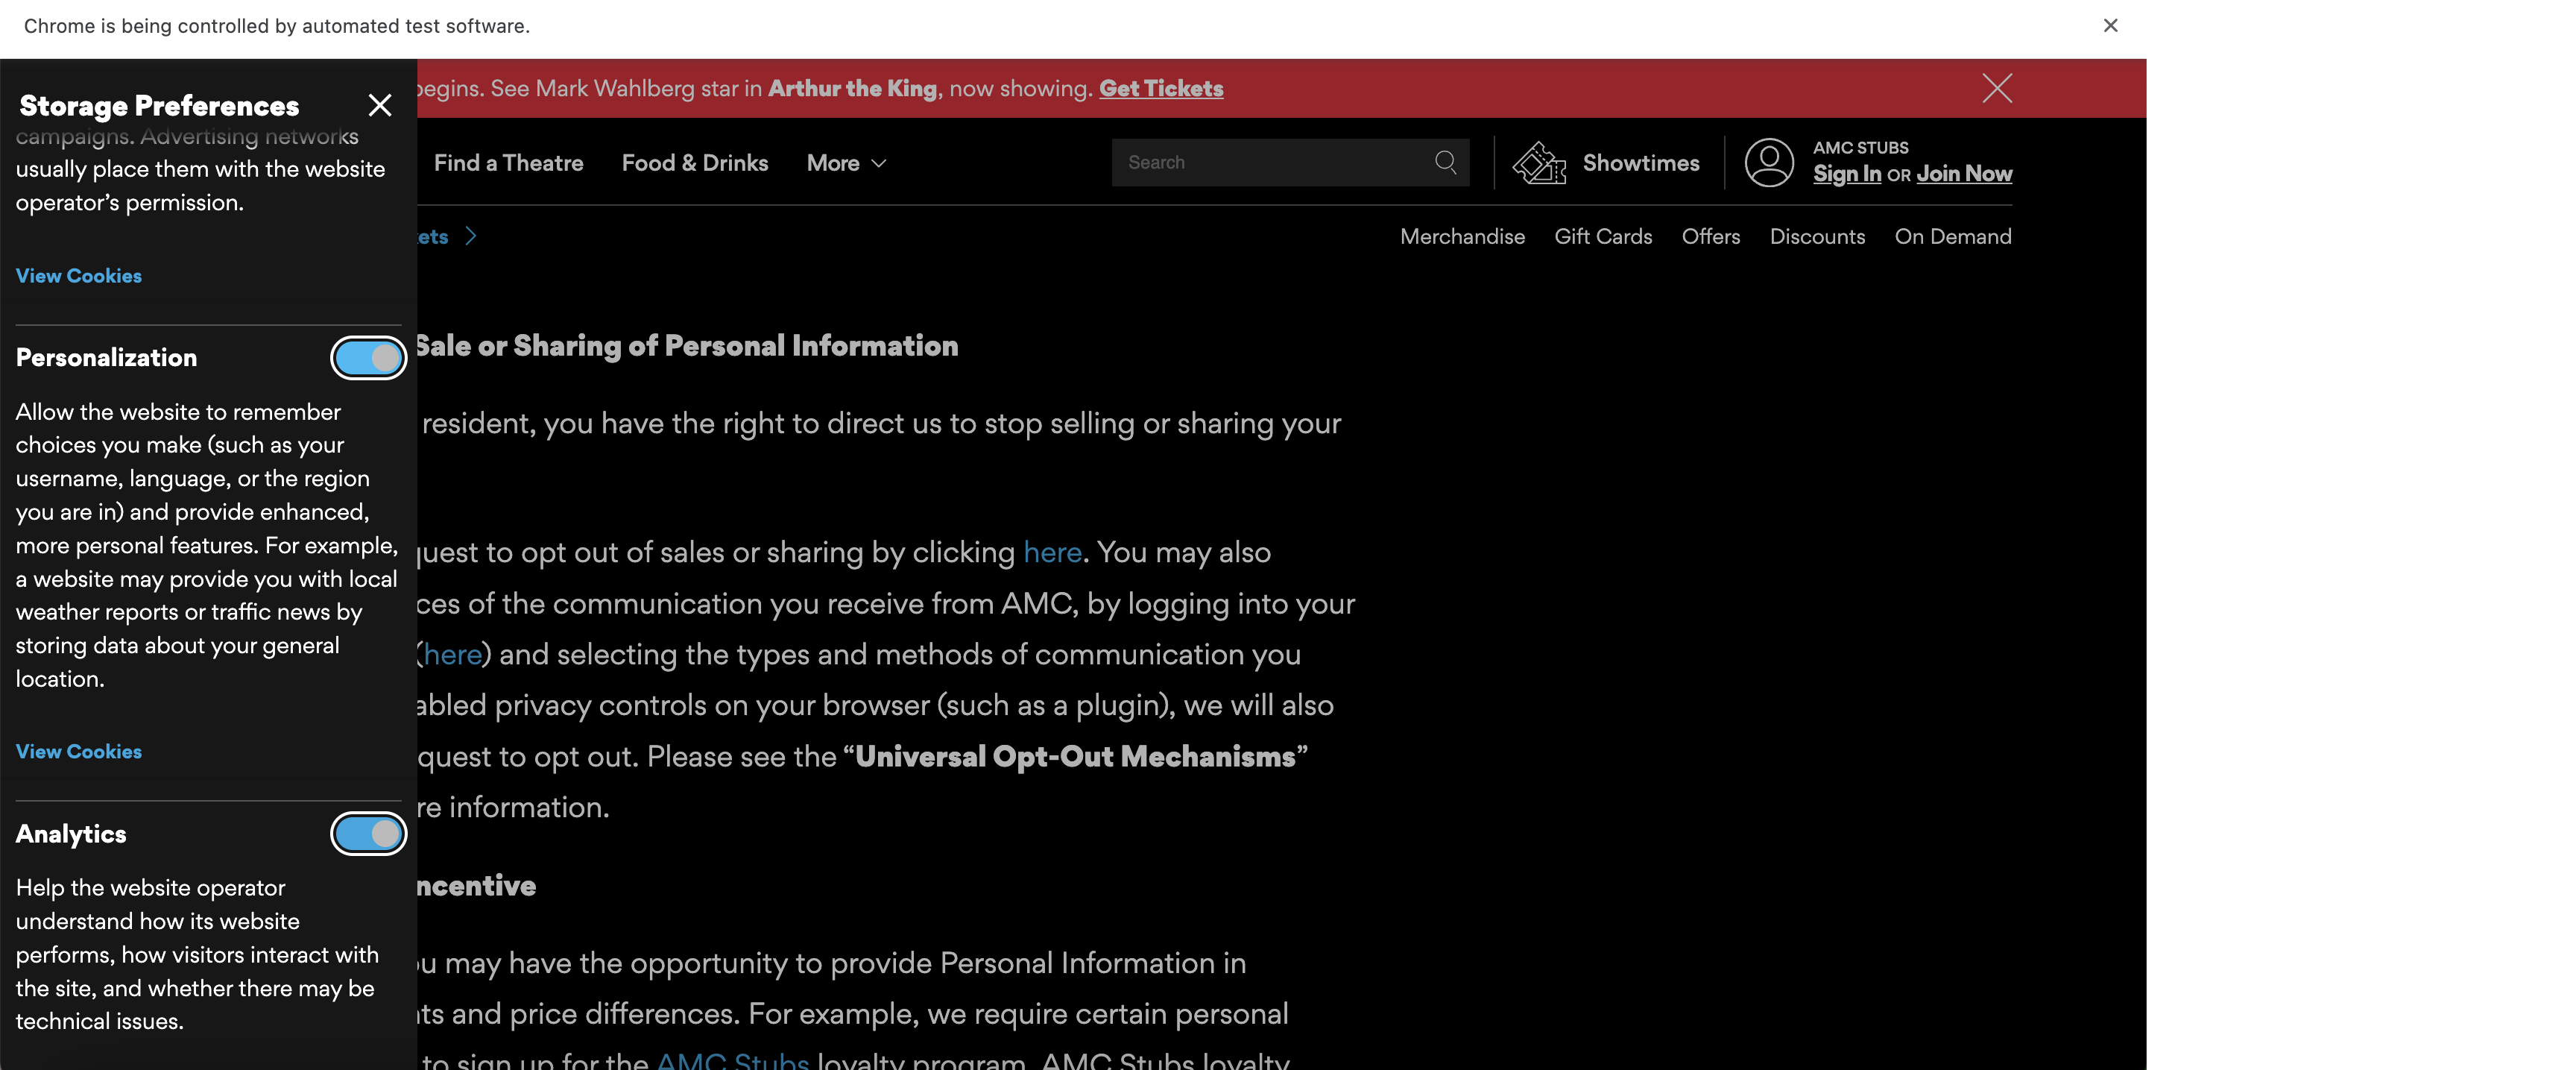 Chrome is being controlled by automated test software.
Storage Preferences
campaigns. Advertising networks
usually place them with the website
operator's permission.
View Cookies
Personalization
Allow the website to remember
choices you make (such as your
username, language, or the region
you are in) and provide enhanced,
more personal features. For example,
a website may provide you with local
weather reports or traffic news by
storing data about your general
location.
View Cookies
Analytics
Help the website operator
understand how its website
performs, how visitors interact with
the site, and whether there may be
technical issues.
begins. See Mark Wahlberg star in Arthur the King, now showing. Get Tickets
Find a Theatre Food & Drinks More Search Showtimes AMC STUBS
Sign In OR Join Now
ets Merchandise Gift Cards Offers Discounts On Demand
Sale or Sharing of Personal Information
resident, you have the right to direct us to stop selling or sharing your
quest to opt out of sales or sharing by clicking here. You may also
ces of the communication you receive from AMC, by logging into your
(here) and selecting the types and methods of communication you
abled privacy controls on your browser (such as a plugin), we will also
quest to opt out. Please see the “Universal Opt-Out Mechanisms”
re information.
ncentive
u may have the opportunity to provide Personal Information in
ts and price differences. For example, we require certain personal
to sign up for the AMC Stubs loyalty program. AMC Stubs loyalty